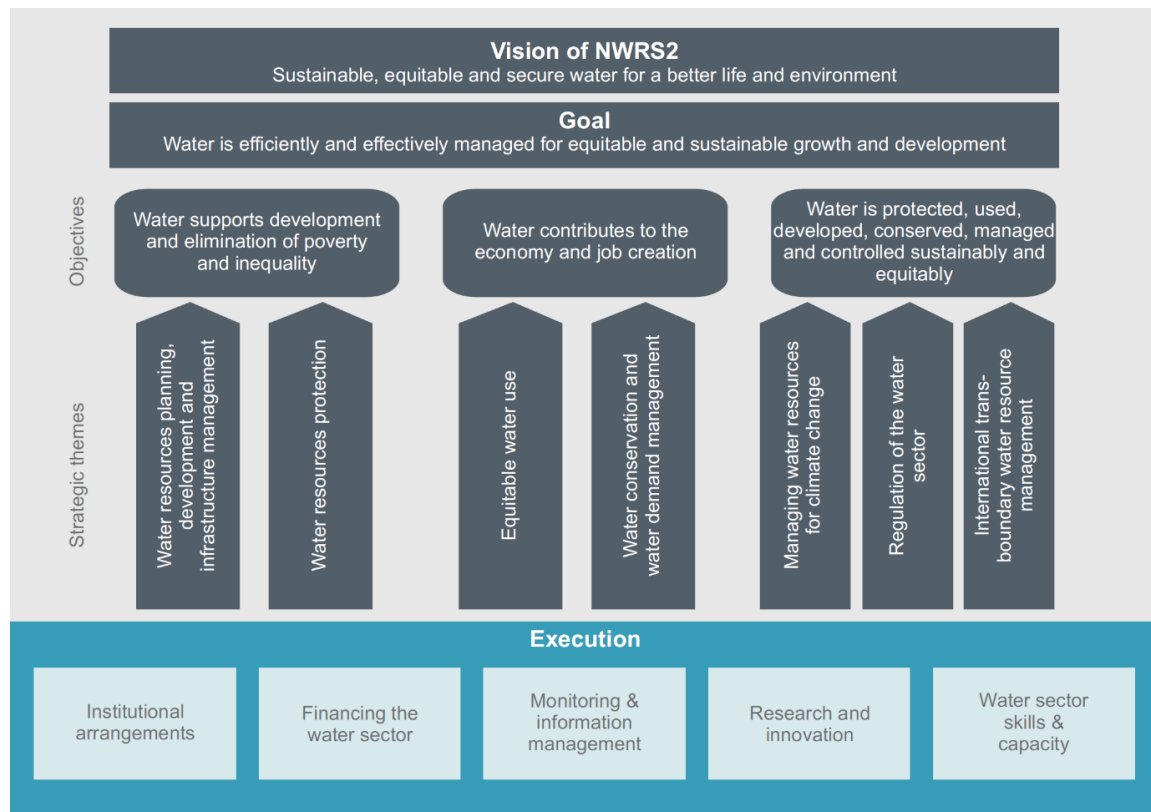 Vision of NWRS2
Sustainable, equitable and secure water for a better life and environment
Goal
Water is efficiently and effectively managed for equitable and sustainable growth and development
Objectives
Water supports development
and elimination of poverty
and inequality
Water contributes to the
economy and job creation
Water is protected, used,
developed, conserved, managed
and controlled sustainably and
equitably
Strategic themes
Water resources planning,
development and
infrastructure management
Water resources protection
Equitable water use
Water conservation and
water demand management
Managing water resources
for climate change
Regulation of the water
sector
International trans-
boundary water resource
management
Execution
Institutional
arrangements
Financing the
water sector
Monitoring &
information
management
Research and
innovation
Water sector
skills &
capacity